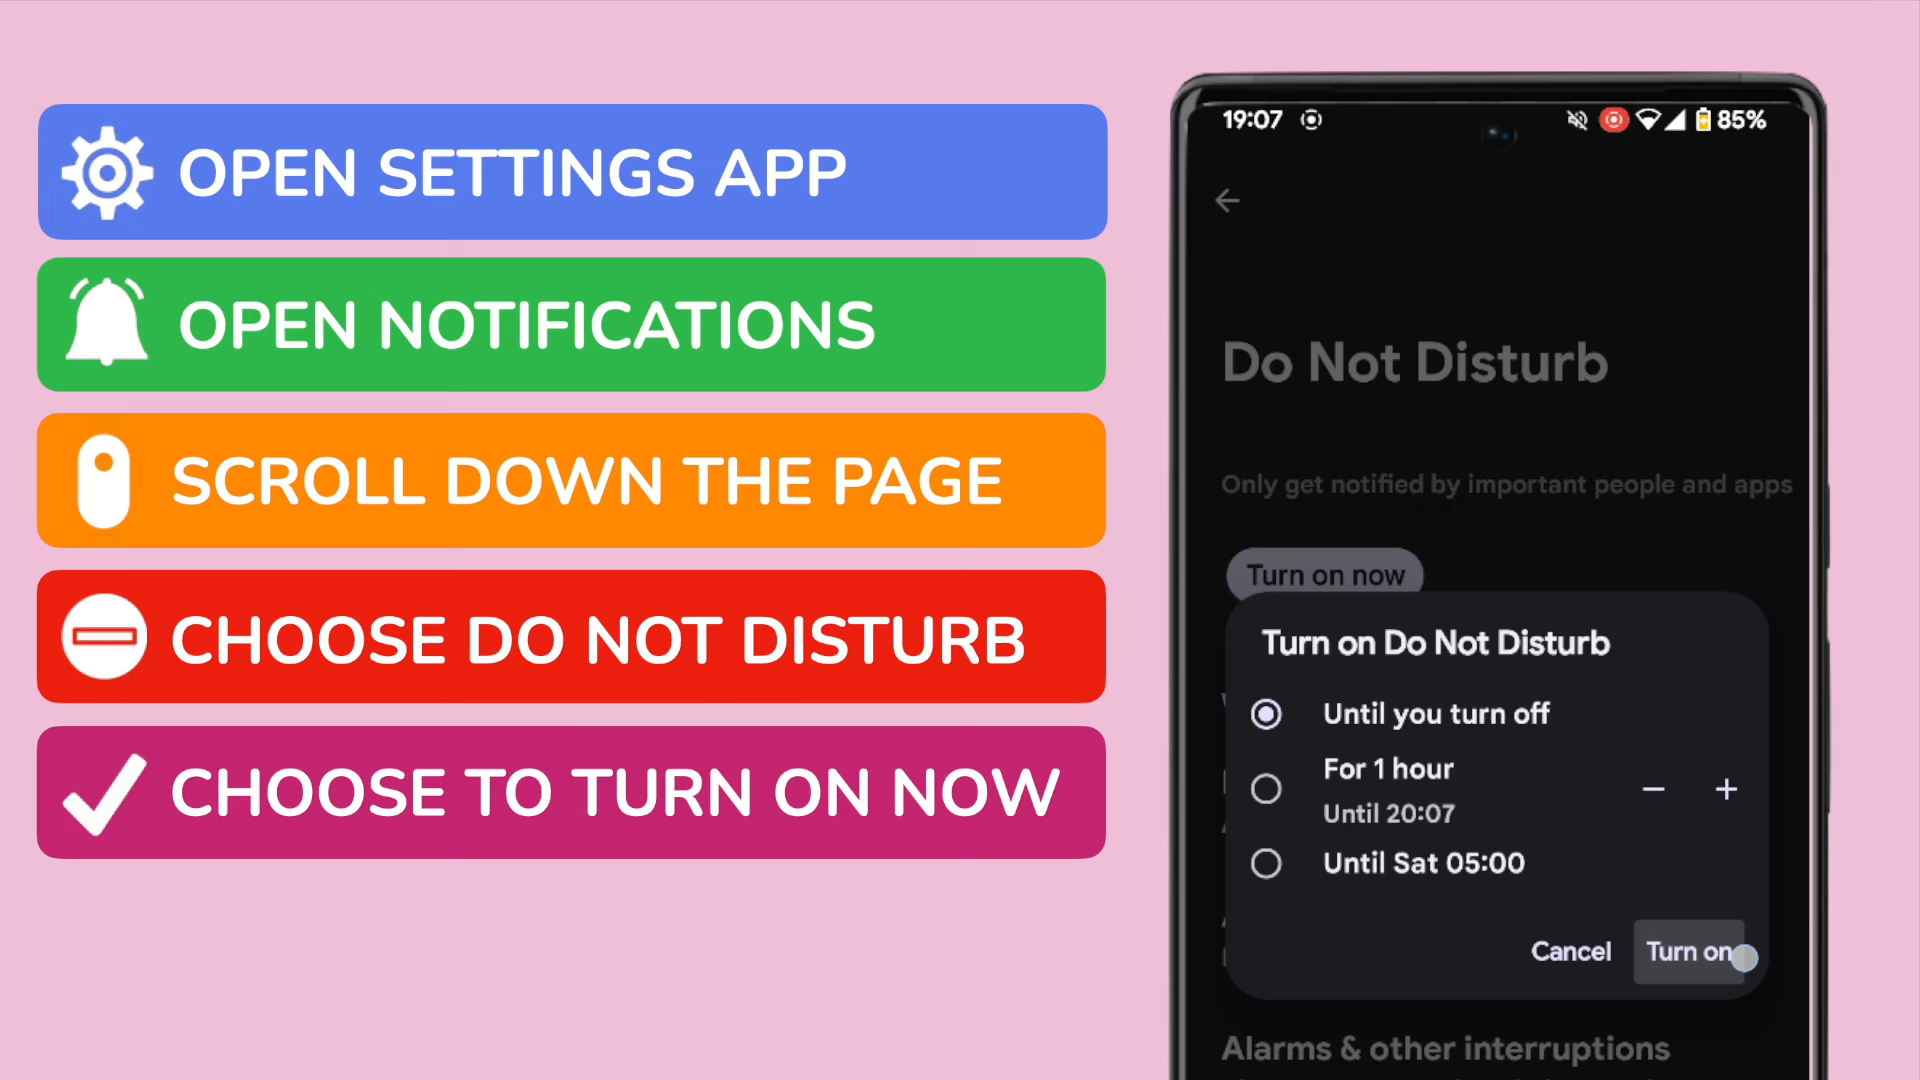 OPEN SETTINGS APP
OPEN NOTIFICATIONS
SCROLL DOWN THE PAGE
CHOOSE DO NOT DISTURB
CHOOSE TO TURN ON NOW
19:07
85%
Do Not Disturb
Only get notified by important people and apps
Turn on now
Turn on Do Not Disturb
Until you turn off
For 1 hour
− +
Until 20:07
Until Sat 05:00
Cancel
Turn on
Alarms & other interruptions